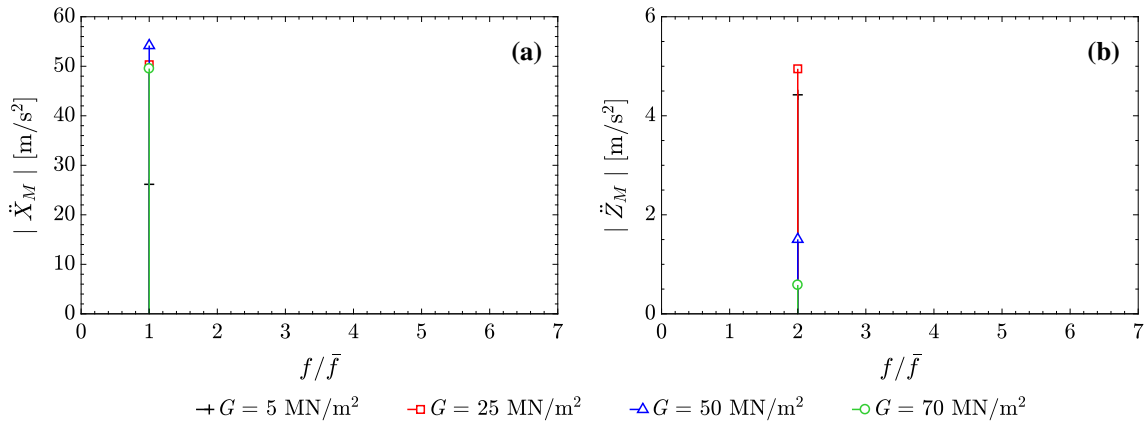 60
50
40
30
20
10
0
| Ẍ_M | [m/s²]
(a)
0 1 2 3 4 5 6 7
f/f̄
6
4
2
0
| Z̈_M | [m/s²]
(b)
0 1 2 3 4 5 6 7
f/f̄
G = 5 MN/m² G = 25 MN/m² G = 50 MN/m² G = 70 MN/m²